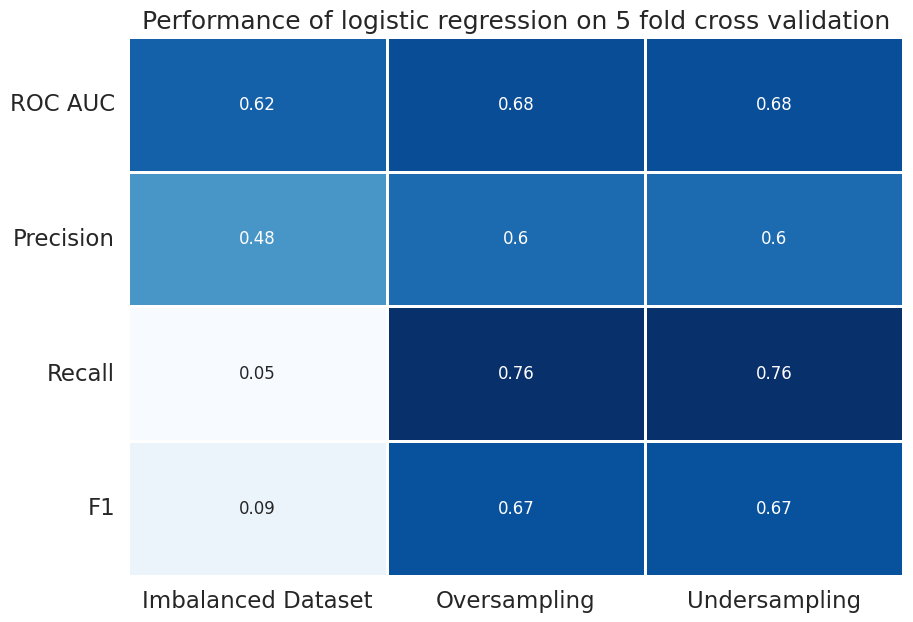 Performance of logistic regression on 5 fold cross validation
ROC AUC 0.62 0.68 0.68
Precision 0.48 0.6 0.6
Recall 0.05 0.76 0.76
F1 0.09 0.67 0.67
Imbalanced Dataset Oversampling Undersampling